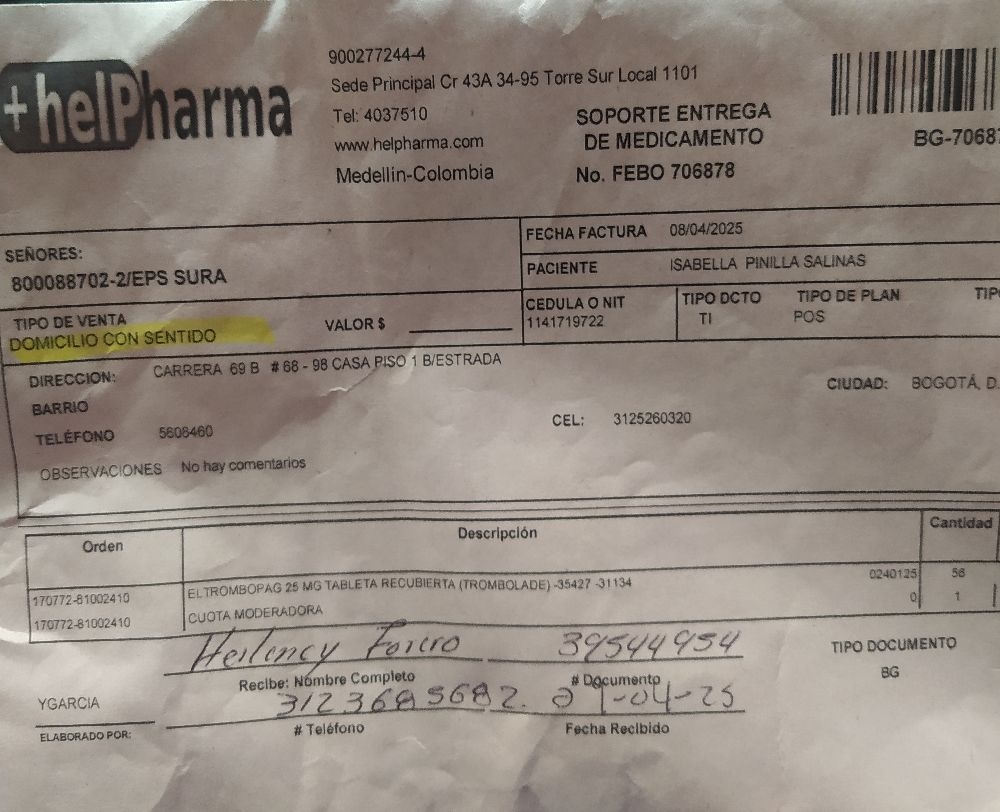 +helPharma
900277244-4
Sede Principal Cr 43A 34-95 Torre Sur Local 1101
Tel: 4037510
www.helpharma.com
Medellín-Colombia
SOPORTE ENTREGA
DE MEDICAMENTO
No. FEBO 706878
BG-7068
SEÑORES:
800088702-2/EPS SURA
FECHA FACTURA 08/04/2025
PACIENTE ISABELLA PINILLA SALINAS
TIPO DE VENTA
DOMICILIO CON SENTIDO
VALOR $
CEDULA O NIT
1141719722
TIPO DCTO
TI
TIPO DE PLAN
POS
TIP
DIRECCION: CARRERA 69 B # 68 - 98 CASA PISO 1 B/ESTRADA
BARRIO
CIUDAD: BOGOTÁ, D.
TELÉFONO 5606460
CEL: 3125260320
OBSERVACIONES No hay comentarios
Orden Descripción Cantidad
170772-81002410 ELTROMBOPAG 25 MG TABLETA RECUBIERTA (TROMBOLADE) -35427 -31134 0240125 56
170772-81002410 CUOTA MODERADORA 0 1
Forero 39544954
Recibe: Nombre Completo # Documento
TIPO DOCUMENTO
BG
YGARCIA
3123685682. -04-25
ELABORADO POR:
# Teléfono Fecha Recibido